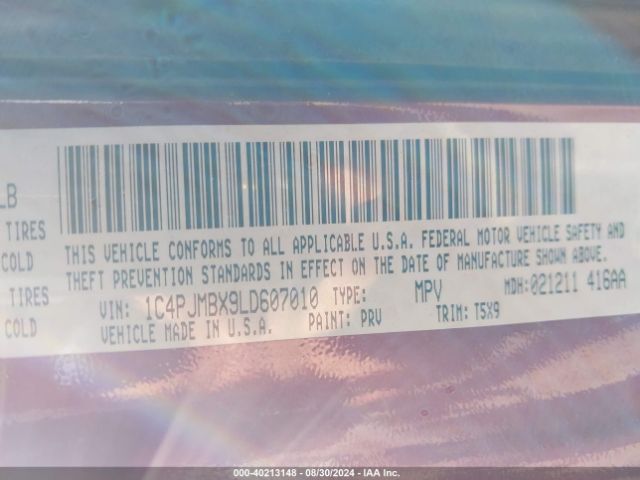 LB
TIRES
COLD
TIRES
COLD
THIS VEHICLE CONFORMS TO ALL APPLICABLE U.S.A. FEDERAL MOTOR VEHICLE SAFETY AND
THEFT PREVENTION STANDARDS IN EFFECT ON THE DATE OF MANUFACTURE SHOWN ABOVE.
VIN: 1C4PJMBX9LD607010 TYPE: MPV MDH:021211 416AA
VEHICLE MADE IN U.S.A. PAINT: PRV TRIM: T5X9
000-40213148 - 08/30/2024 - IAA Inc.